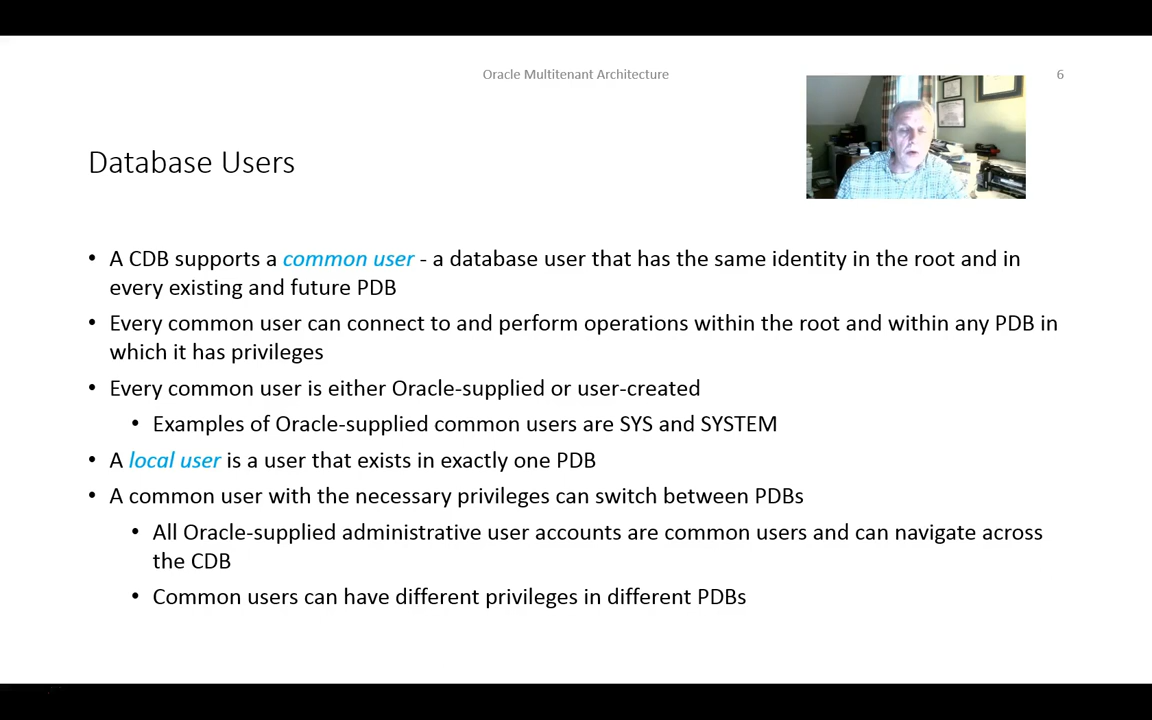 Oracle Multitenant Architecture
6
Database Users
• A CDB supports a common user - a database user that has the same identity in the root and in
every existing and future PDB
• Every common user can connect to and perform operations within the root and within any PDB in
which it has privileges
• Every common user is either Oracle-supplied or user-created
• Examples of Oracle-supplied common users are SYS and SYSTEM
• A local user is a user that exists in exactly one PDB
• A common user with the necessary privileges can switch between PDBs
• All Oracle-supplied administrative user accounts are common users and can navigate across
the CDB
• Common users can have different privileges in different PDBs